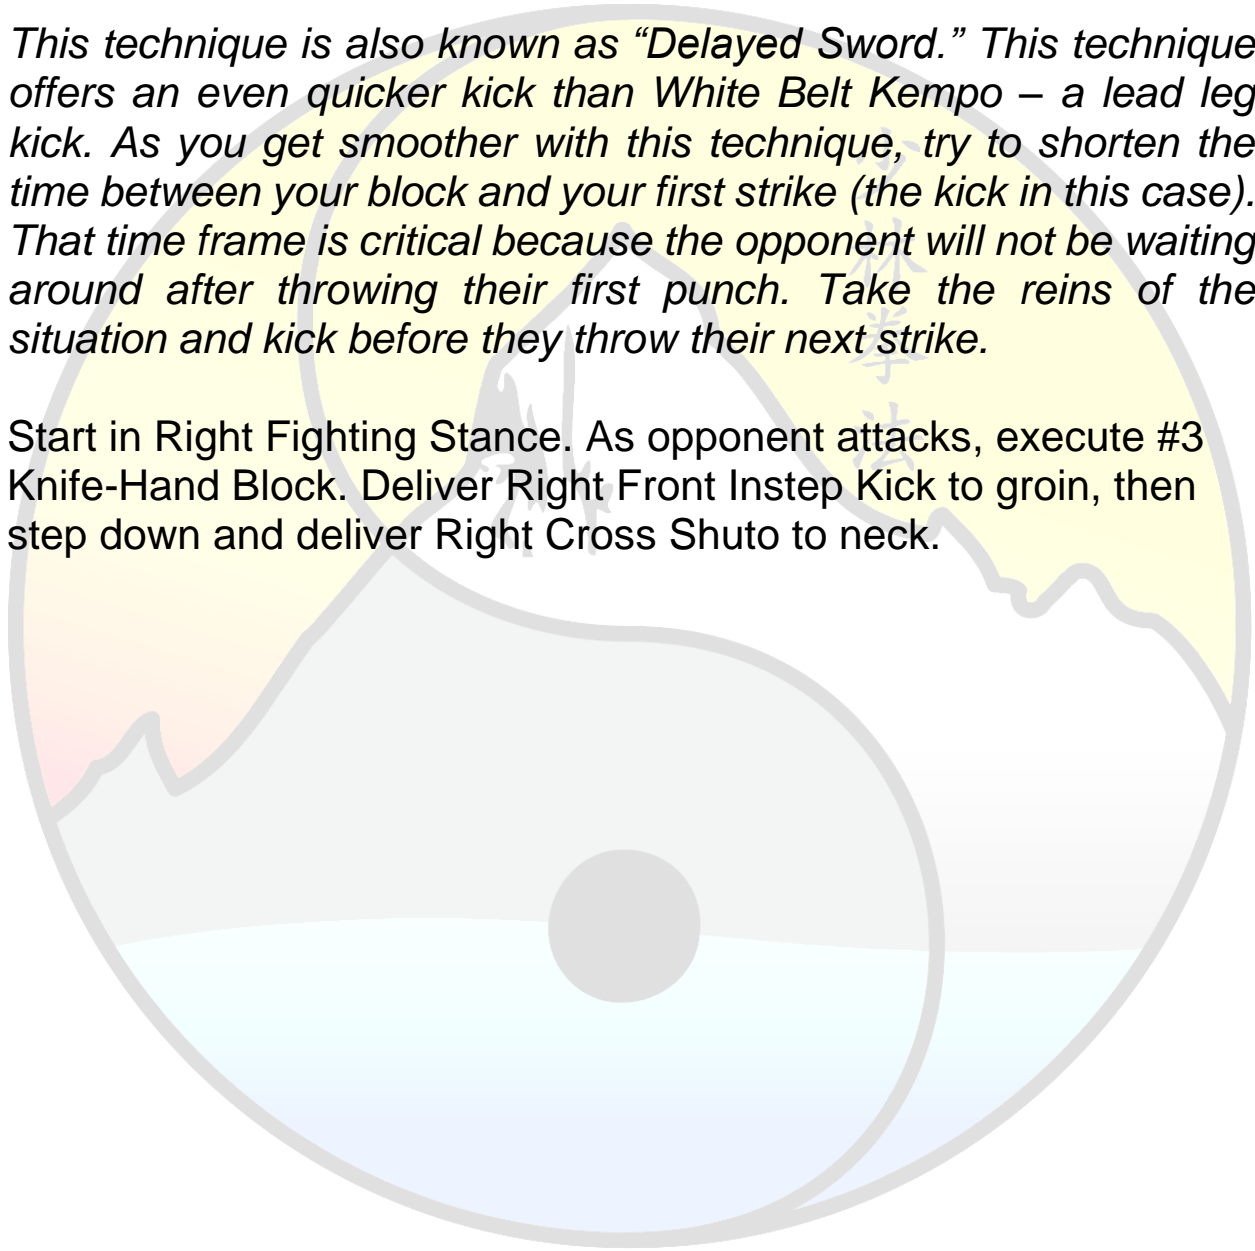 This technique is also known as “Delayed Sword.” This technique
offers an even quicker kick than White Belt Kempo – a lead leg
kick. As you get smoother with this technique, try to shorten the
time between your block and your first strike (the kick in this case).
That time frame is critical because the opponent will not be waiting
around after throwing their first punch. Take the reins of the
situation and kick before they throw their next strike.
Start in Right Fighting Stance. As opponent attacks, execute #3
Knife-Hand Block. Deliver Right Front Instep Kick to groin, then
step down and deliver Right Cross Shuto to neck.
少
林
拳
法